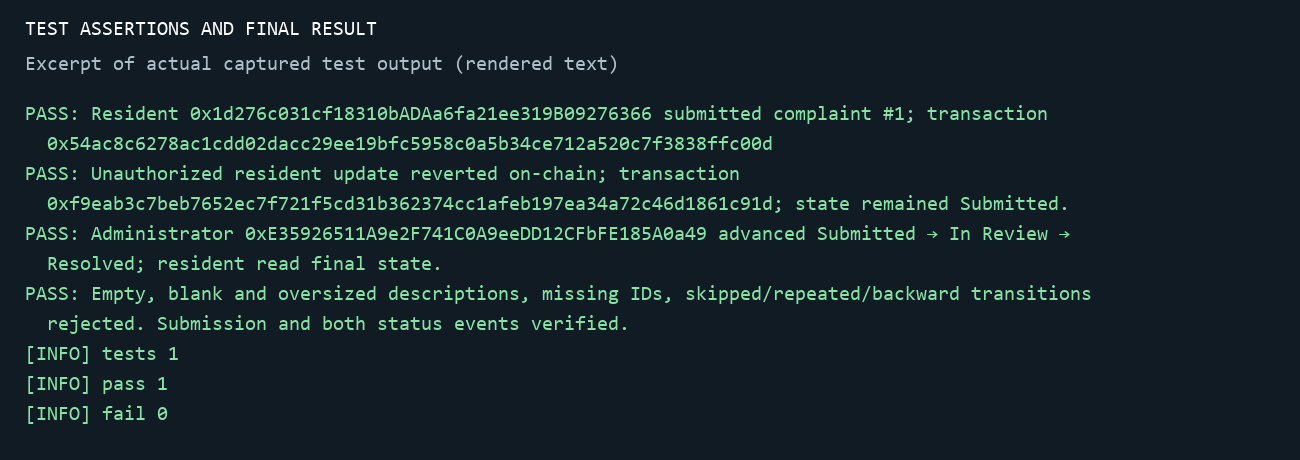 TEST ASSERTIONS AND FINAL RESULT
Excerpt of actual captured test output (rendered text)
PASS: Resident 0x1d276c031cf18310bADAa6fa21ee319B09276366 submitted complaint #1; transaction
0x54ac8c6278ac1cdd02dacc29ee19bfc5958c0a5b34ce712a520c7f3838ffc00d
PASS: Unauthorized resident update reverted on-chain; transaction
0xf9eab3c7beb7652ec7f721f5cd31b362374cc1afeb197ea34a72c46d1861c91d; state remained Submitted.
PASS: Administrator 0xE35926511A9e2F741C0A9eeDD12CFbFE185A0a49 advanced Submitted → In Review →
Resolved; resident read final state.
PASS: Empty, blank and oversized descriptions, missing IDs, skipped/repeated/backward transitions
rejected. Submission and both status events verified.
[INFO] tests 1
[INFO] pass 1
[INFO] fail 0